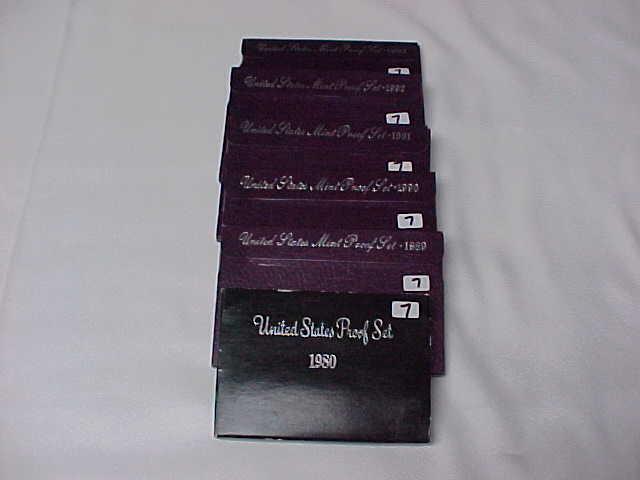 United States Mint Proof Set - 1993
7
United States Mint Proof Set - 1992
7
United States Mint Proof Set - 1991
7
United States Mint Proof Set - 1990
7
United States Mint Proof Set - 1989
7
7
United States Proof Set
1980